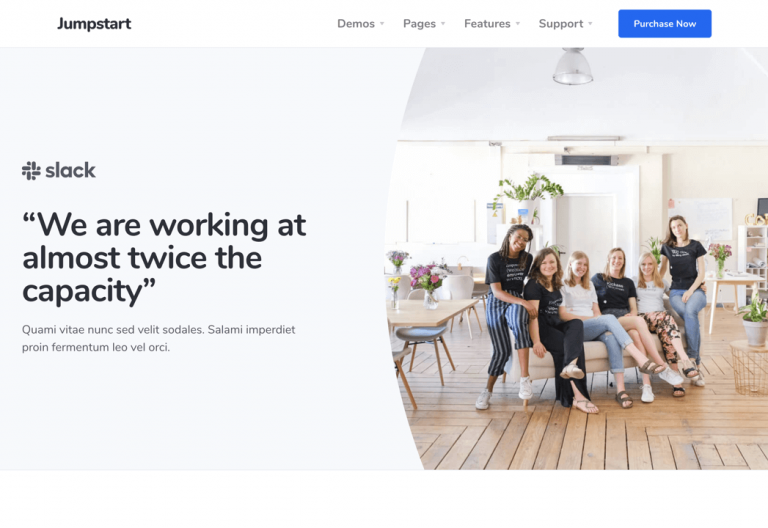 Jumpstart
Demos Pages Features Support Purchase Now
slack
“We are working at
almost twice the
capacity”
Quami vitae nunc sed velit sodales. Salami imperdiet
proin fermentum leo vel orci.